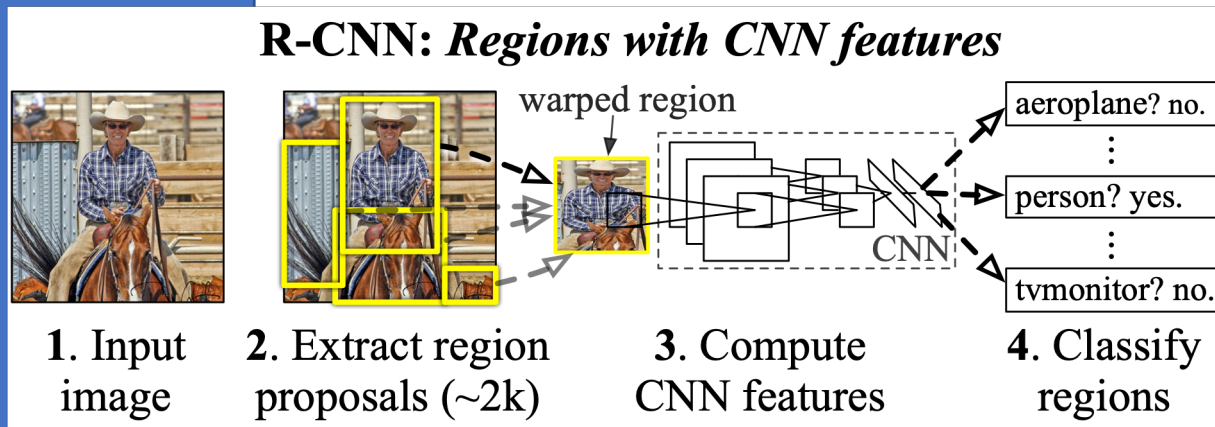 R-CNN: Regions with CNN features
warped region
aeroplane? no.
person? yes.
CNN
tvmonitor? no.
1. Input
image
2. Extract region
proposals (~2k)
3. Compute
CNN features
4. Classify
regions